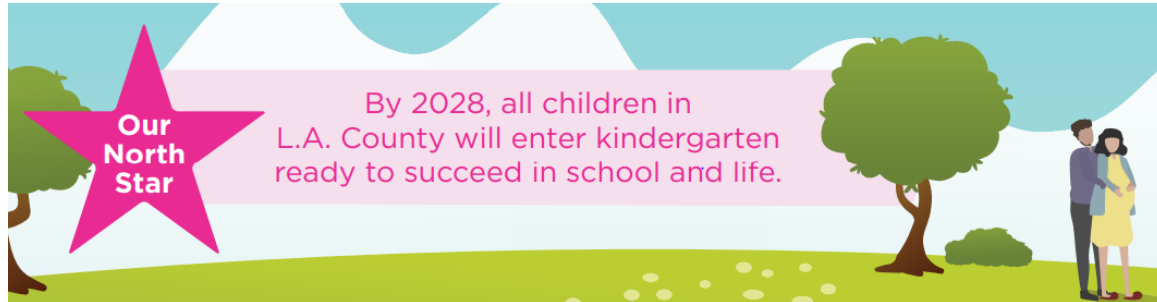 Our
North
Star
By 2028, all children in
L.A. County will enter kindergarten
ready to succeed in school and life.